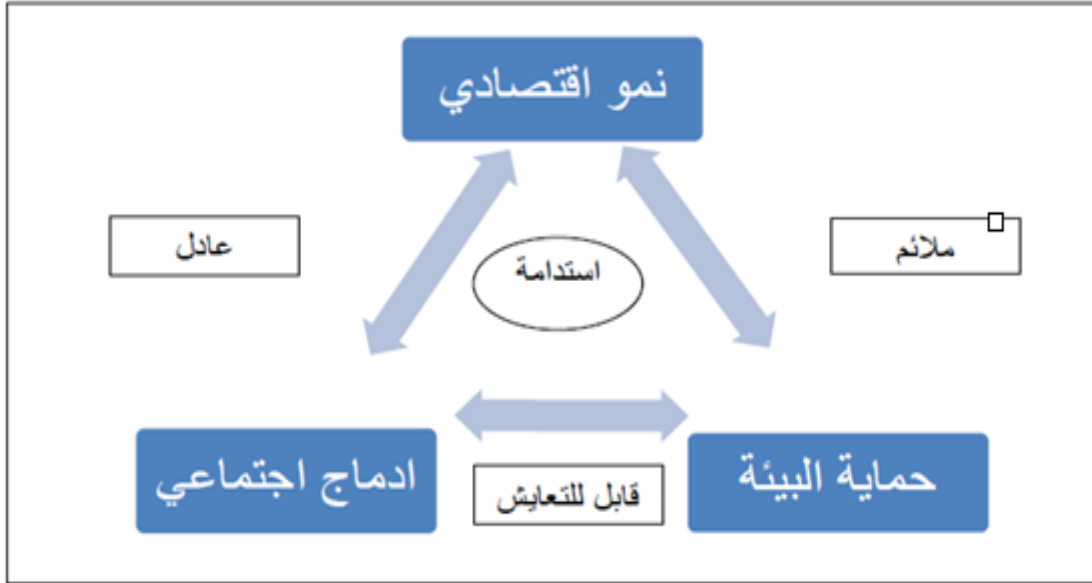 نمو اقتصادي
ملائم
عادل
استدامة
حماية البيئة
ادماج اجتماعي
قابل للتعايش